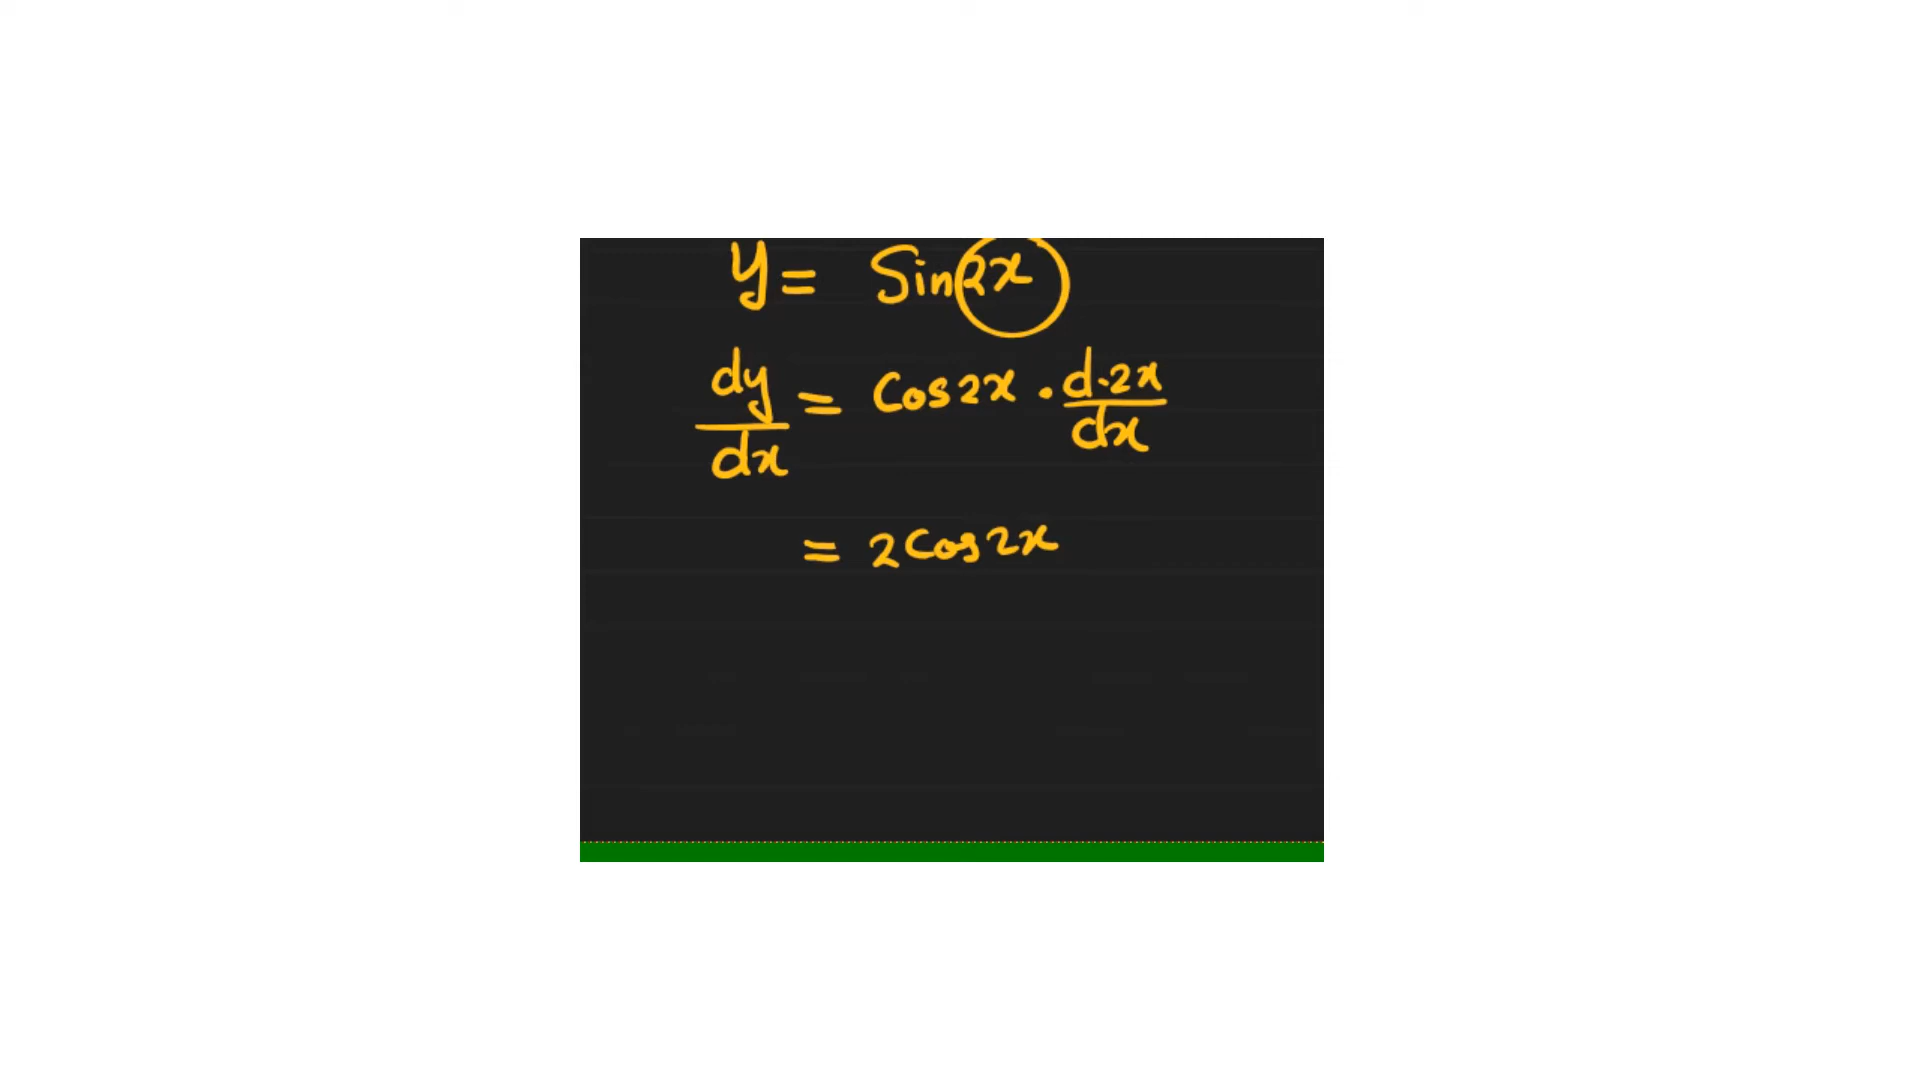 y = Sin2x
dy/dx = Cos2x . d.2x/dx
= 2Cos2x